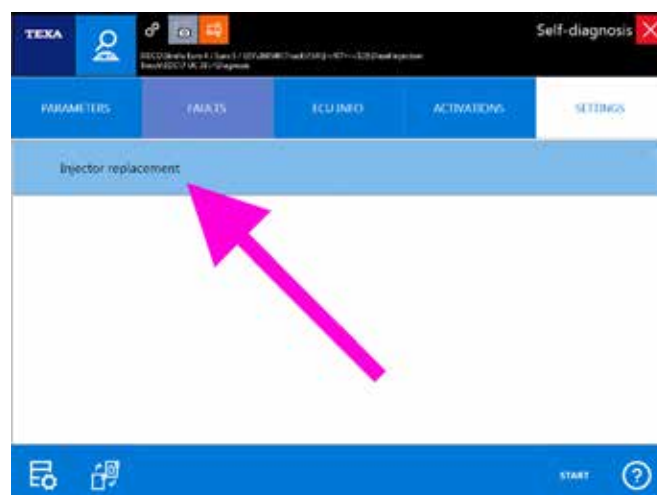 TEXA
Self-diagnosis
PARAMETERS FAULTS ECU INFO ACTIVATIONS SETTINGS
Injector replacement
START